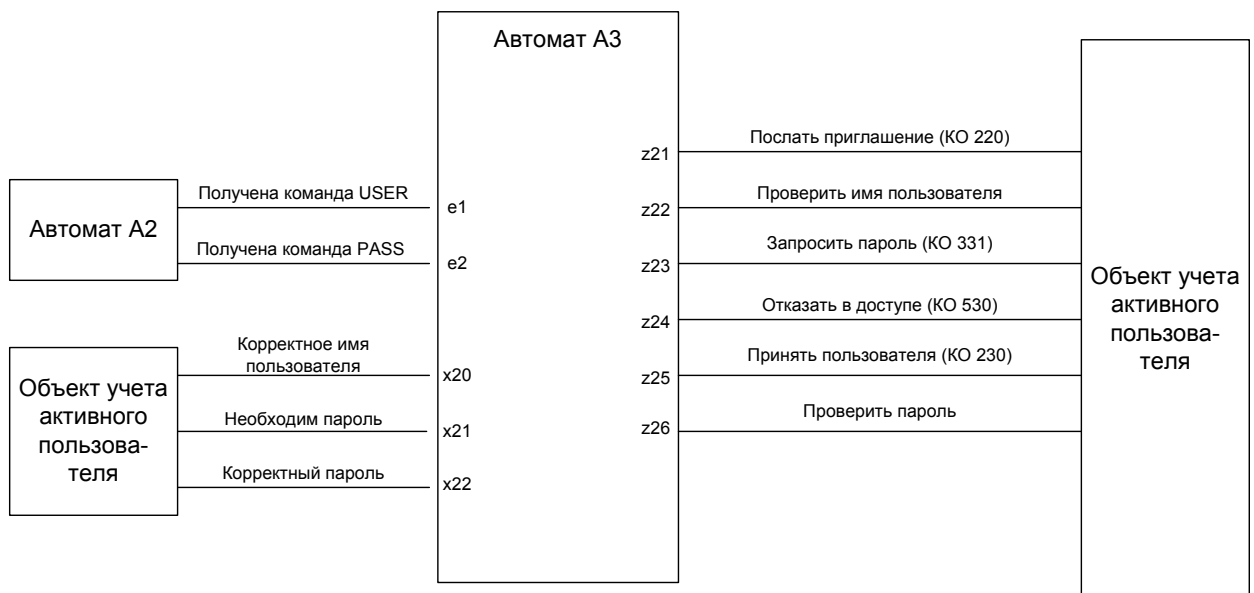 Автомат А3
Автомат А2
Получена команда USER
e1
Получена команда PASS
e2
Объект учета
активного
пользова-
теля
Корректное имя
пользователя
x20
Необходим пароль
x21
Корректный пароль
x22
z21
Послать приглашение (КО 220)
z22
Проверить имя пользователя
z23
Запросить пароль (КО 331)
z24
Отказать в доступе (КО 530)
z25
Принять пользователя (КО 230)
z26
Проверить пароль
Объект учета
активного
пользова-
теля